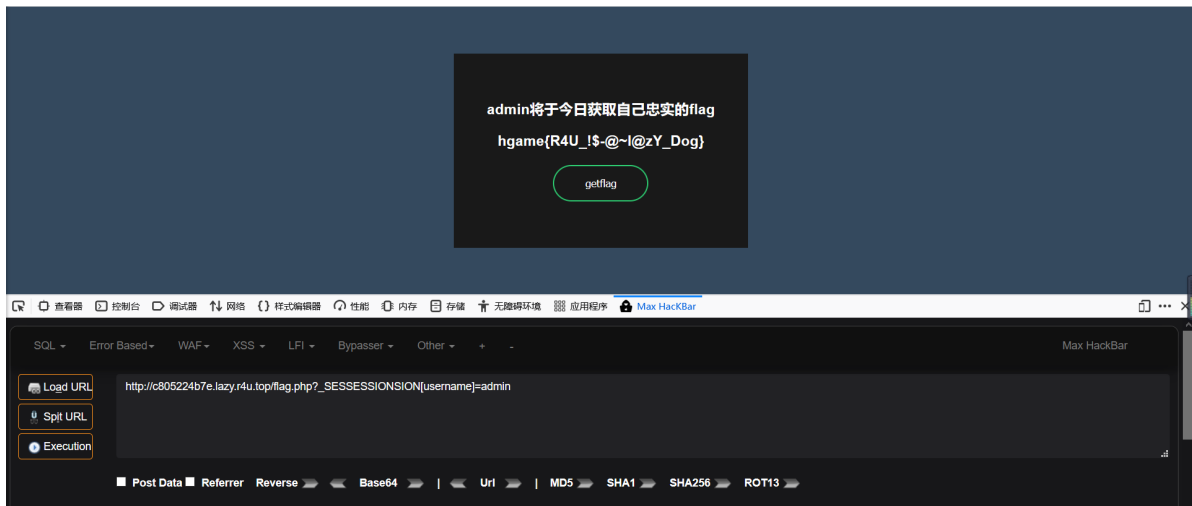 admin将于今日获取自己忠实的flag
hgame{R4U_!$-@~l@zY_Dog}
getflag
查看器 控制台 调试器 网络 {} 样式编辑器 性能 内存 存储 无障碍环境 应用程序 Max HacKBar
SQL Error Based WAF XSS LFI Bypasser Other + - Max HackBar
Load URL http://c805224b7e.lazy.r4u.top/flag.php?_SESSESSIONSION[username]=admin
Split URL
Execution
Post Data Referrer Reverse Base64 | Url | MD5 SHA1 SHA256 ROT13